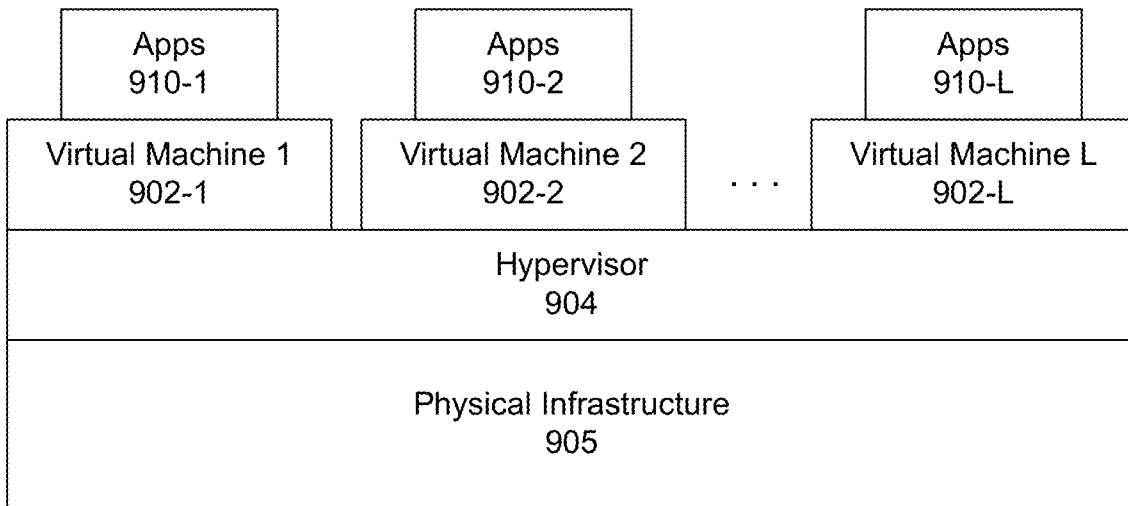 Apps
910-1
Apps
910-2
Apps
910-L
Virtual Machine 1
902-1
Virtual Machine 2
902-2
. . .
Virtual Machine L
902-L
Hypervisor
904
Physical Infrastructure
905